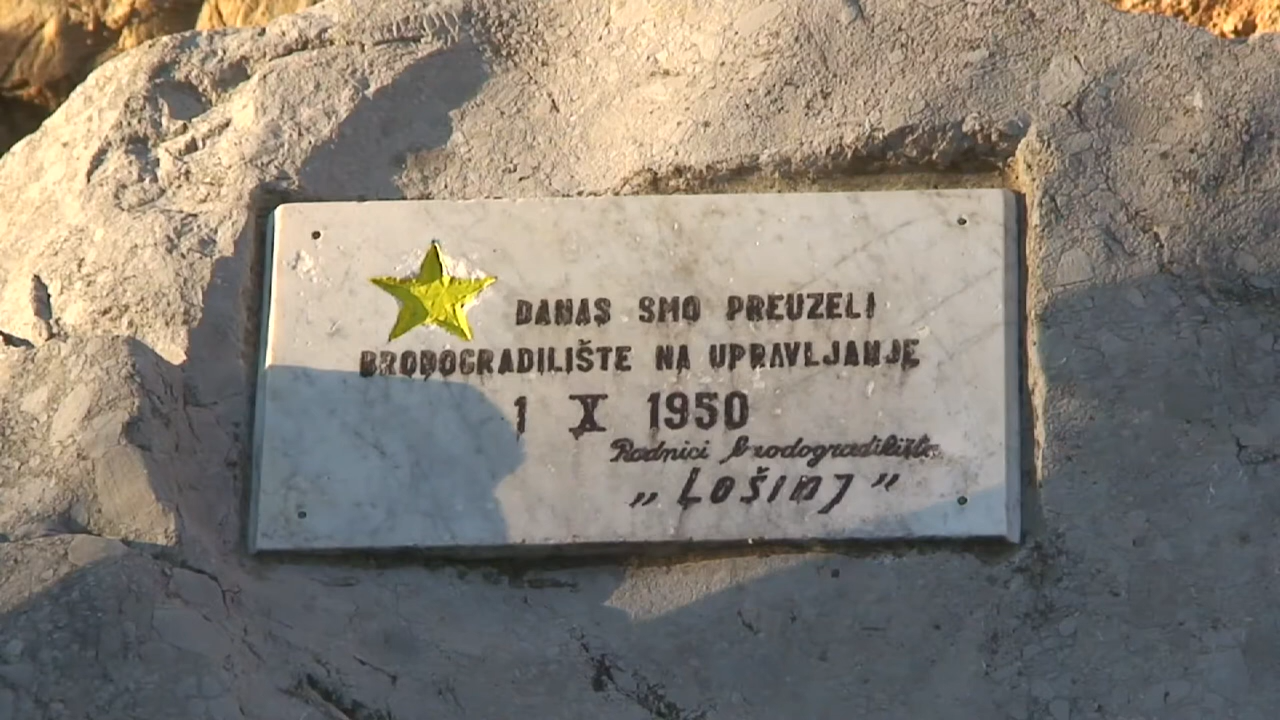 DANAS SMO PREUZELI
BRODOGRADILIŠTE NA UPRAVLJANJE
1 X 1950
Radnici brodogradilišta
„LOŠINJ”